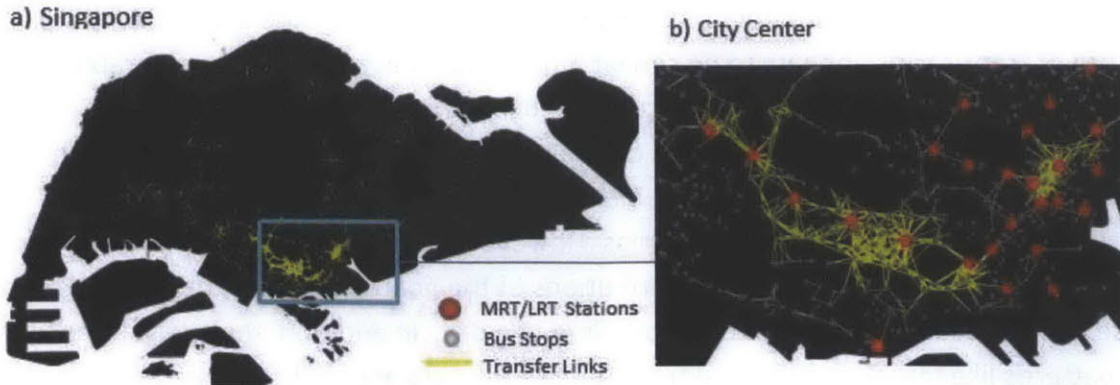 a) Singapore
b) City Center
MRT/LRT Stations
Bus Stops
Transfer Links